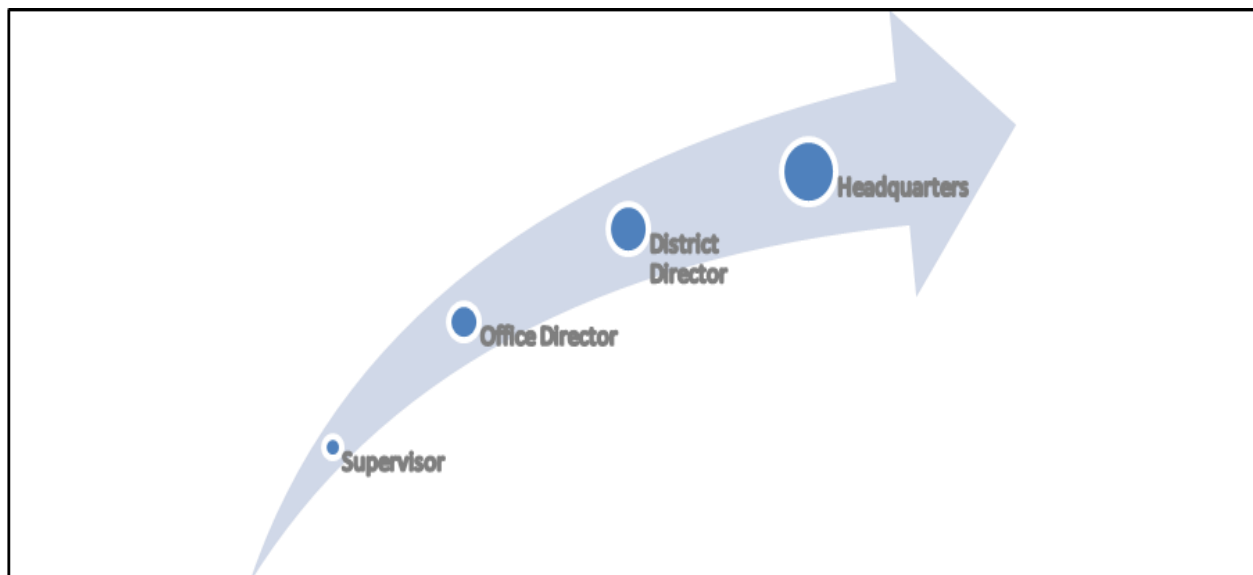 Headquarters
District
Director
Office Director
Supervisor